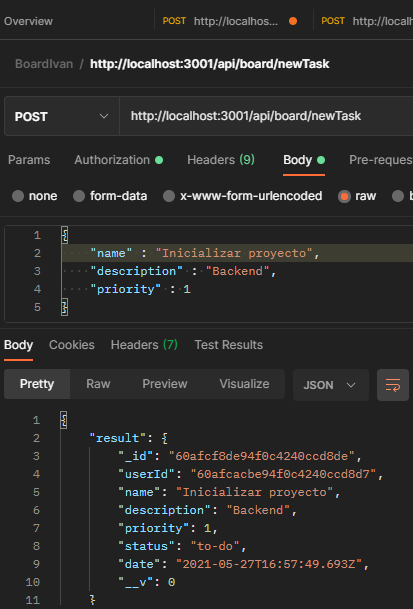 Overview POST http://localhos... POST http://local
BoardIvan / http://localhost:3001/api/board/newTask
POST http://localhost:3001/api/board/newTask
Params Authorization Headers (9) Body Pre-reques
none form-data x-www-form-urlencoded raw b
1 {
2 "name" : "Inicializar proyecto",
3 "description" : "Backend",
4 "priority" : 1
5 }
Body Cookies Headers (7) Test Results
Pretty Raw Preview Visualize JSON
1 {
2 "result": {
3 "_id": "60afcf8de94f0c4240ccd8de",
4 "userId": "60afcacbe94f0c4240ccd8d7",
5 "name": "Inicializar proyecto",
6 "description": "Backend",
7 "priority": 1,
8 "status": "to-do",
9 "date": "2021-05-27T16:57:49.693Z",
10 "__v": 0
11 }